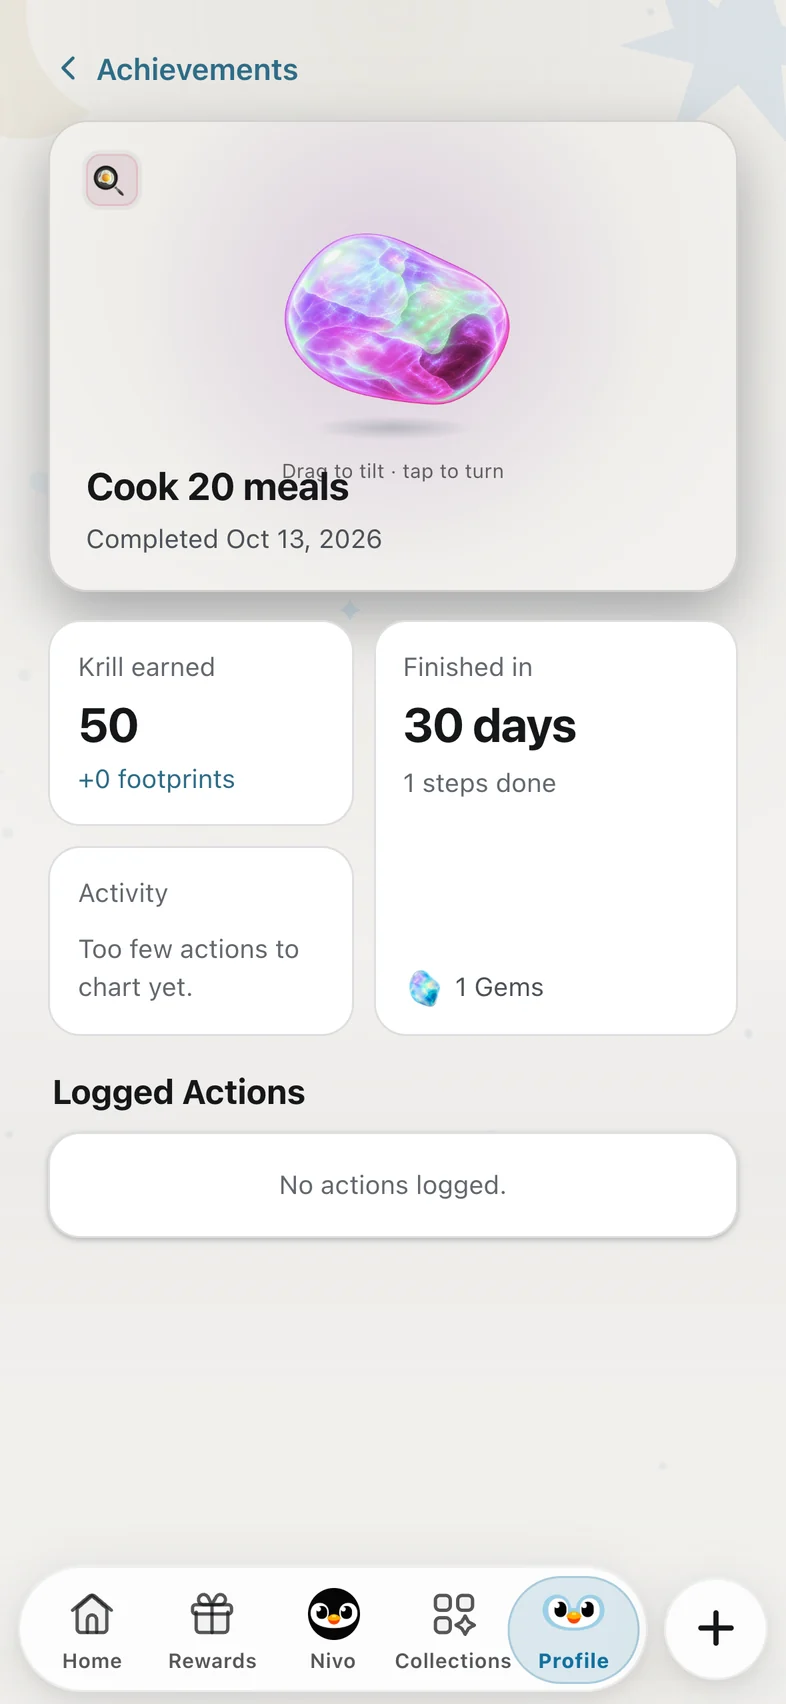 Achievements
Drag to tilt · tap to turn
Cook 20 meals
Completed Oct 13, 2026
Krill earned
50
+0 footprints
Finished in
30 days
1 steps done
1 Gems
Activity
Too few actions to
chart yet.
Logged Actions
No actions logged.
Home
Rewards
Nivo
Collections
Profile